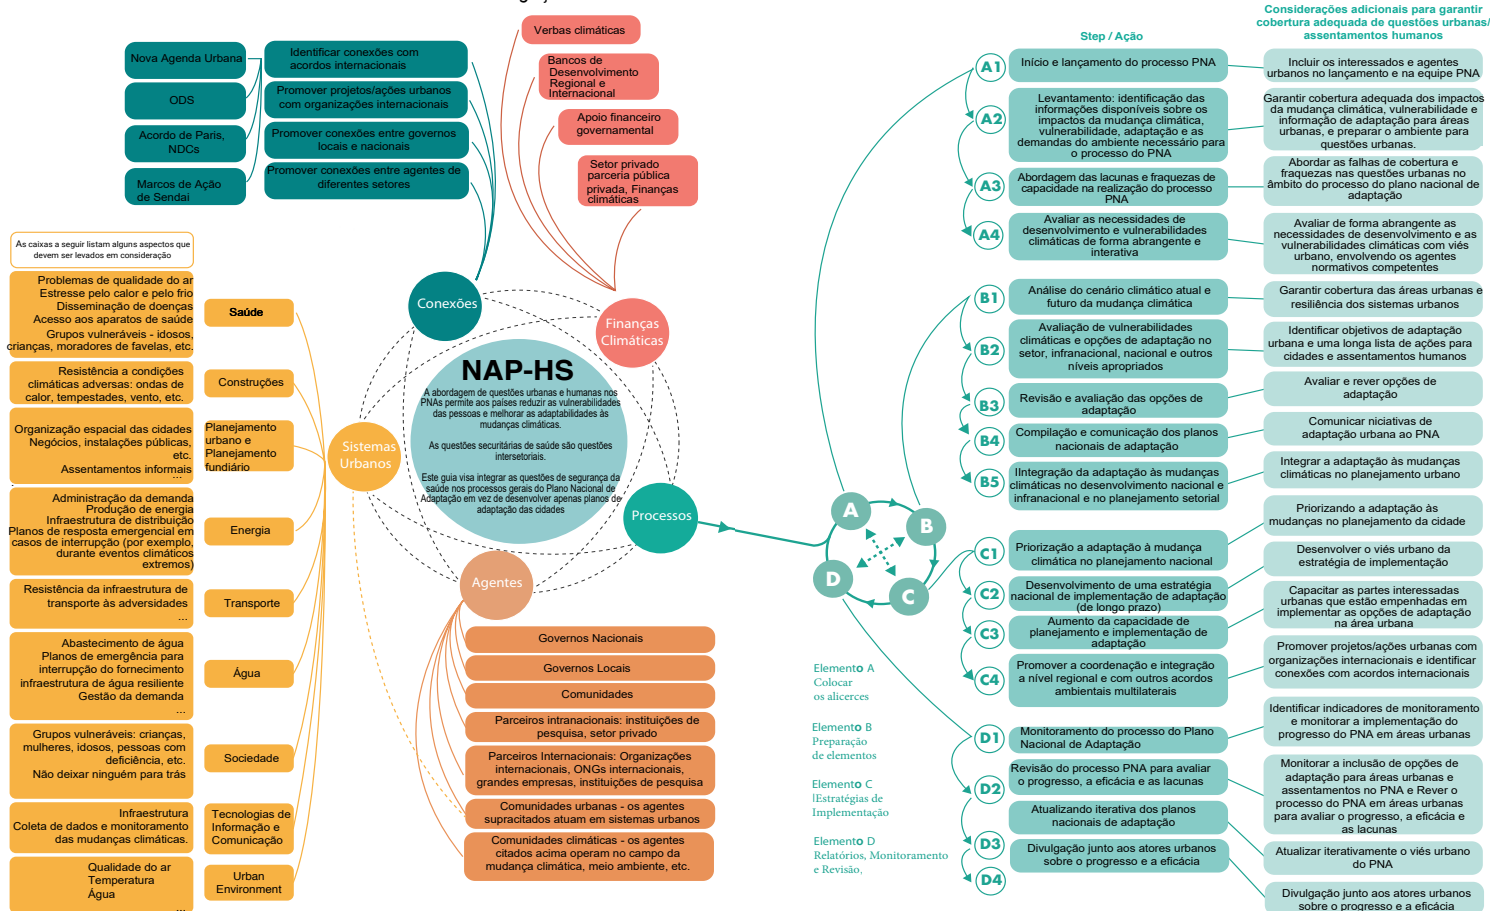 Nova Agenda Urbana
ODS
Acordo de Paris,
NDCs
Marcos de Ação
de Sendai
Identificar conexões com
acordos internacionais
Promover projetos/ações urbanos
com organizações internacionais
Promover conexões entre governos
locais e nacionais
Promover conexões entre agentes de
diferentes setores
Verbas climáticas
Bancos de
Desenvolvimento
Regional e
Internacional
Apoio financeiro
governamental
Setor privado
parceria pública
privada, Finanças
climáticas
As caixas a seguir listam alguns aspectos que
devem ser levados em consideração
Problemas de qualidade do ar
Estresse pelo calor e pelo frio
Disseminação de doenças
Acesso aos aparatos de saúde
Grupos vulneráveis - idosos,
crianças, moradores de favelas, etc.
Saúde
Resistência a condições
climáticas adversas: ondas de
calor, tempestades, vento, etc.
Construções
Organização espacial das cidades
Negócios, instalações públicas,
etc.
Assentamentos informais
...
Planejamento
urbano e
Planejamento
fundiário
Administração da demanda
Produção de energia
Infraestrutura de distribuição
Planos de resposta emergencial em
casos de interrupção (por exemplo,
durante eventos climáticos
extremos)
Energia
Resistência da infraestrutura de
transporte às adversidades
...
Transporte
Abastecimento de água
Planos de emergência para
interrupção do fornecimento
infraestrutura de água resiliente
Gestão da demanda
...
Água
Grupos vulneráveis: crianças,
mulheres, idosos, pessoas com
deficiência, etc.
Não deixar ninguém para trás
Sociedade
Infraestrutura
Coleta de dados e monitoramento
das mudanças climáticas.
Tecnologias de
Informação e
Comunicação
Qualidade do ar
Temperatura
Água
...
Urban
Environment
Conexões
Finanças
Climáticas
Sistemas
Urbanos
Processos
Agentes
NAP-HS
A abordagem de questões urbanas e humanas nos
PNAs permite aos países reduzir as vulnerabilidades
das pessoas e melhorar as adaptabilidades às
mudanças climáticas.
As questões securitárias de saúde são questões
intersetoriais.
Este guia visa integrar as questões de segurança da
saúde nos processos gerais do Plano Nacional de
Adaptação em vez de desenvolver apenas planos de
adaptação das cidades
Governos Nacionais
Governos Locais
Comunidades
Parceiros intranacionais: instituições de
pesquisa, setor privado
Parceiros Internacionais: Organizações
internacionais, ONGs internacionais,
grandes empresas, instituições de pesquisa
Comunidades urbanas - os agentes
supracitados atuam em sistemas urbanos
Comunidades climáticas - os agentes
citados acima operam no campo da
mudança climática, meio ambiente, etc.
A
B
C
D
Elemento A
Colocar
os alicerces
Elemento B
Preparação
de elementos
Elemento C
|Estratégias de
Implementação
Elemento D
Relatórios, Monitoramento
e Revisão,
Step / Ação
Considerações adicionais para garantir
cobertura adequada de questões urbanas/
assentamentos humanos
A1
Início e lançamento do processo PNA
Incluir os interessados e agentes
urbanos no lançamento e na equipe PNA
A2
Levantamento: identificação das
informações disponíveis sobre os
impactos da mudança climática,
vulnerabilidade, adaptação e as
demandas do ambiente necessário para
o processo do PNA
Garantir cobertura adequada dos impactos
da mudança climática, vulnerabilidade e
informação de adaptação para áreas
urbanas, e preparar o ambiente para
questões urbanas.
A3
Abordagem das lacunas e fraquezas de
capacidade na realização do processo
PNA
Abordar as falhas de cobertura e
fraquezas nas questões urbanas no
âmbito do processo do plano nacional de
adaptação
A4
Avaliar as necessidades de
desenvolvimento e vulnerabilidades
climáticas de forma abrangente e
interativa
Avaliar de forma abrangente as
necessidades de desenvolvimento e as
vulnerabilidades climáticas com viés
urbano, envolvendo os agentes
normativos competentes
B1
Análise do cenário climático atual e
futuro da mudança climática
Garantir cobertura das áreas urbanas e
resiliência dos sistemas urbanos
B2
Avaliação de vulnerabilidades
climáticas e opções de adaptação no
setor, infranacional, nacional e outros
níveis apropriados
Identificar objetivos de adaptação
urbana e uma longa lista de ações para
cidades e assentamentos humanos
B3
Revisão e avaliação das opções de
adaptação
Avaliar e rever opções de
adaptação
B4
Compilação e comunicação dos planos
nacionais de adaptação
Comunicar niciativas de
adaptação urbana ao PNA
B5
IIntegração da adaptação às mudanças
climáticas no desenvolvimento nacional e
infranacional e no planejamento setorial
Integrar a adaptação às mudanças
climáticas no planejamento urbano
C1
Priorização a adaptação à mudança
climática no planejamento nacional
Priorizando a adaptação às
mudanças no planejamento da cidade
C2
Desenvolvimento de uma estratégia
nacional de implementação de adaptação
(de longo prazo)
Desenvolver o viés urbano da
estratégia de implementação
C3
Aumento da capacidade de
planejamento e implementação de
adaptação
Capacitar as partes interessadas
urbanas que estão empenhadas em
implementar as opções de adaptação
na área urbana
C4
Promover a coordenação e integração
a nível regional e com outros acordos
ambientais multilaterais
Promover projetos/ações urbanos com
organizações internacionais e identificar
conexões com acordos internacionais
D1
Monitoramento do processo do Plano
Nacional de Adaptação
Identificar indicadores de monitoramento
e monitorar a implementação do
progresso do PNA em áreas urbanas
D2
Revisão do processo PNA para avaliar
o progresso, a eficácia e as lacunas
Monitorar a inclusão de opções de
adaptação para áreas urbanas e
assentamentos no PNA e Rever o
processo do PNA em áreas urbanas
para avaliar o progresso, a eficácia e
as lacunas
Atualizando iterativa dos planos
nacionais de adaptação
D3
Atualizar iterativamente o viés urbano
do PNA
Divulgação junto aos atores urbanos
sobre o progresso e a eficácia
D4
Divulgação junto aos atores urbanos
sobre o progresso e a eficácia